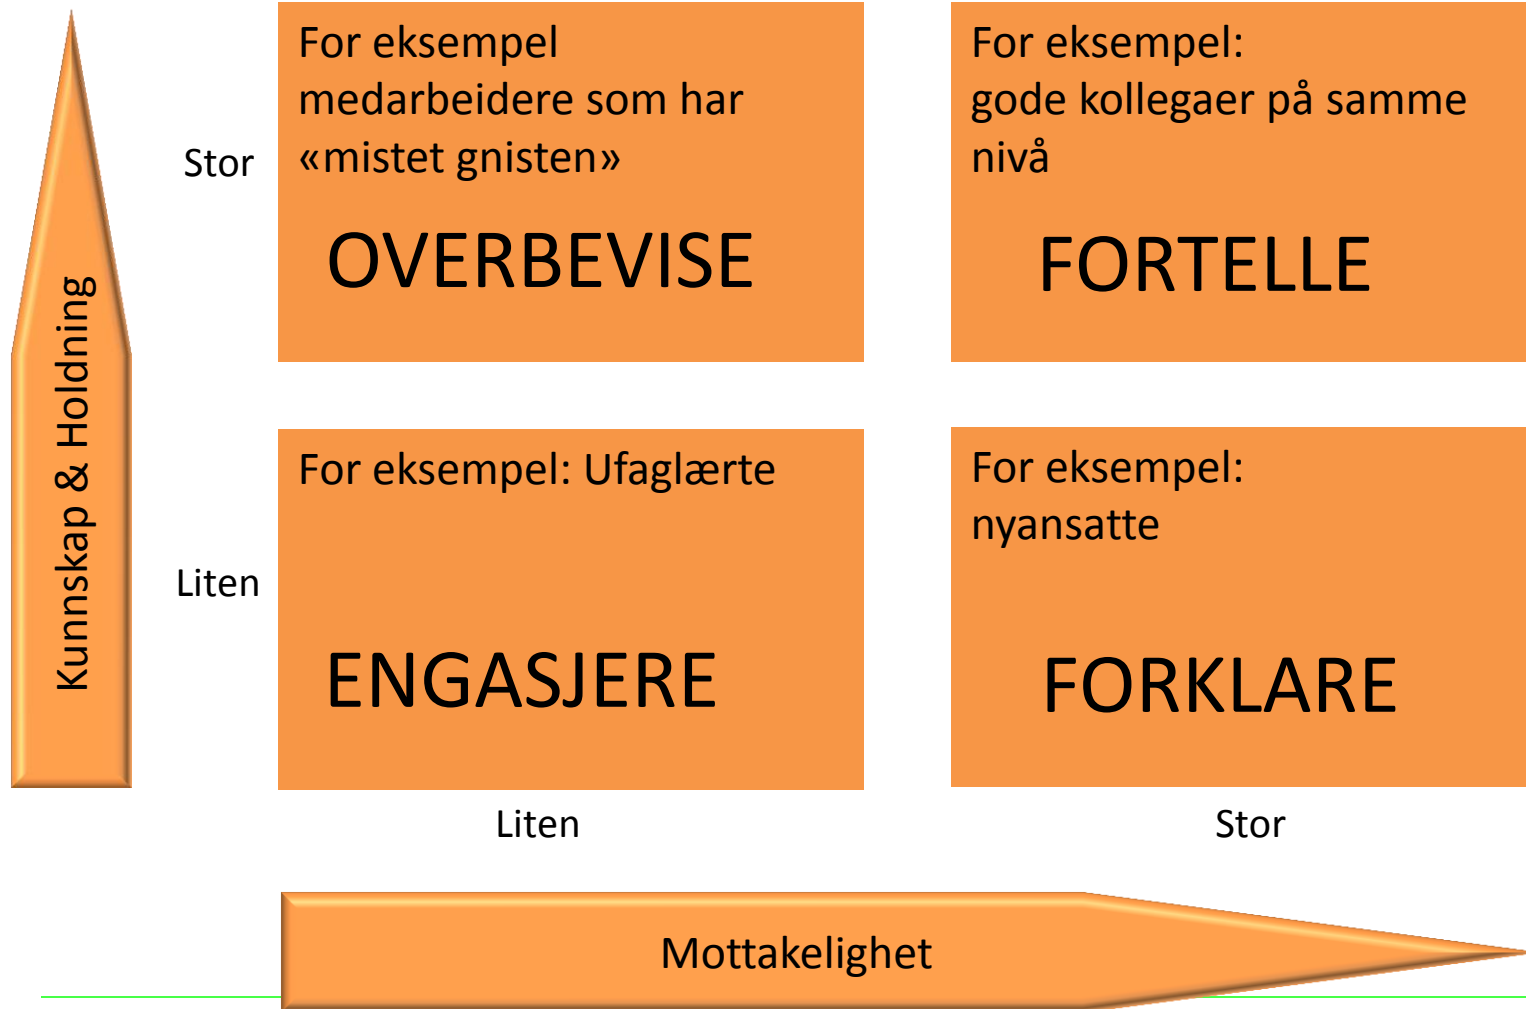 For eksempel
medarbeidere som har
«mistet gnisten»
OVERBEVISE
For eksempel:
gode kollegaer på samme
nivå
FORTELLE
Stor
Kunnskap & Holdning
For eksempel: Ufaglærte
ENGASJERE
For eksempel:
nyansatte
FORKLARE
Liten
Liten
Stor
Mottakelighet